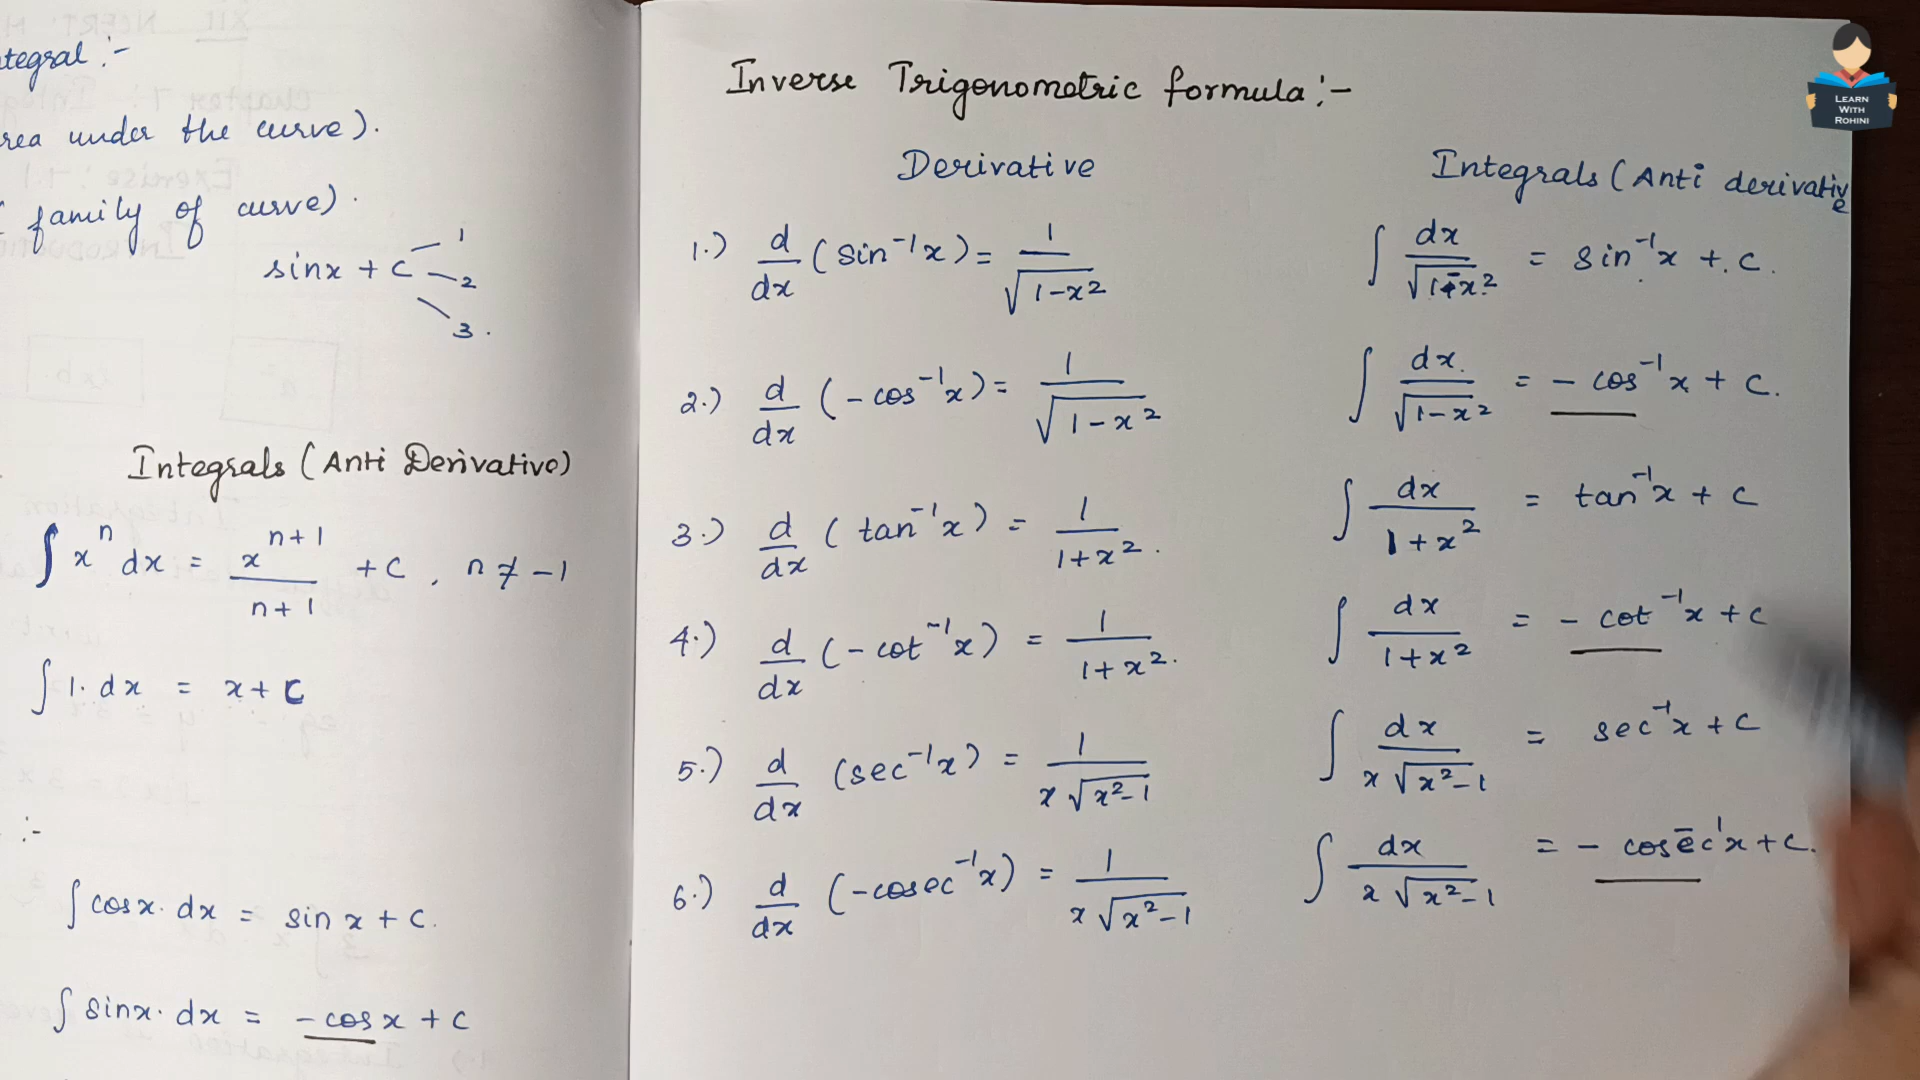 tegral :-
rea under the curve).
family of curve).
sinx + c
1
2
3.
Integrals (Anti Derivative)
∫ xⁿ dx = xⁿ⁺¹/n+1 + c , n ≠ -1
∫ 1. dx = x + c
:-
∫ cosx. dx = sin x + c.
∫ sinx. dx = - cosx + c
Inverse Trigonometric formula :-
Derivative
Integrals (Anti derivative
1.) d/dx (sin⁻¹x) = 1/√1-x²
∫ dx/√1-x² = sin⁻¹x + c.
2.) d/dx (- cos⁻¹x) = 1/√1-x²
∫ dx/√1-x² = - cos⁻¹x + c.
3.) d/dx (tan⁻¹x) = 1/1+x².
∫ dx/1+x² = tan⁻¹x + c
4.) d/dx (- cot⁻¹x) = 1/1+x².
∫ dx/1+x² = - cot⁻¹x + c
5.) d/dx (sec⁻¹x) = 1/x√x²-1
∫ dx/x√x²-1 = sec⁻¹x + c
6.) d/dx (-cosec⁻¹x) = 1/x√x²-1
∫ dx/x√x²-1 = - cosec⁻¹x + c.
LEARN
WITH
ROHINI